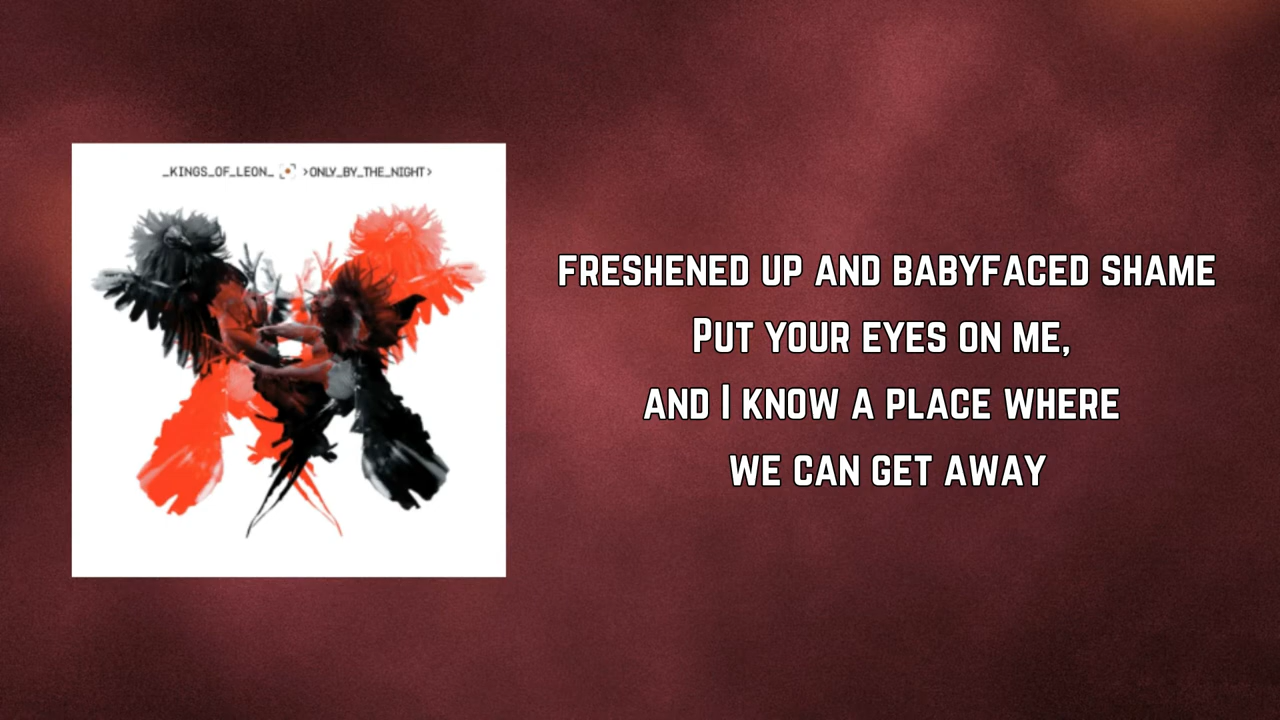 _KINGS_OF_LEON_ >ONLY_BY_THE_NIGHT>
FRESHENED UP AND BABYFACED SHAME
PUT YOUR EYES ON ME,
AND I KNOW A PLACE WHERE
WE CAN GET AWAY